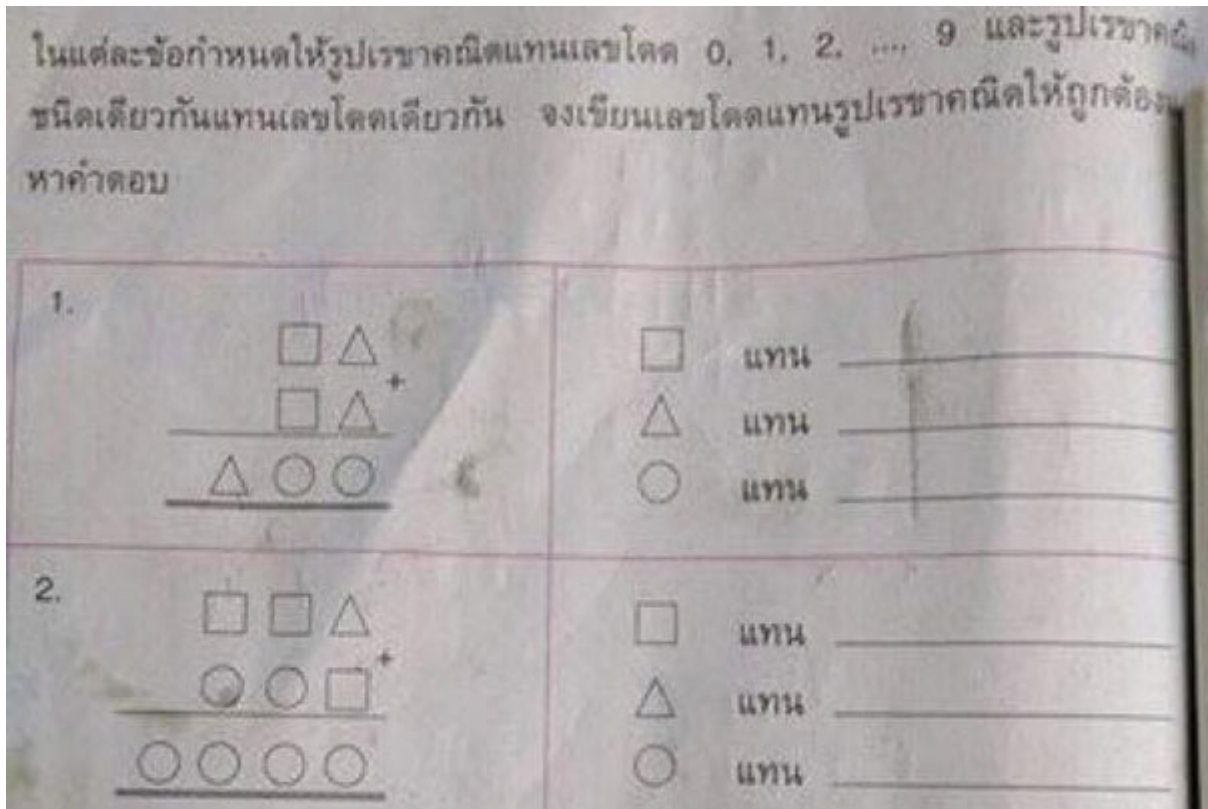 ในแต่ละข้อกำหนดให้รูปเรขาคณิตแทนเลขโดด 0, 1, 2, ..., 9 และรูปเรขาคณิต
ชนิดเดียวกันแทนเลขโดดเดียวกัน จงเขียนเลขโดดแทนรูปเรขาคณิตให้ถูกต้อง
หาคำตอบ
1.
□ △
+
□ △
△ ○ ○
□ แทน
△ แทน
○ แทน
2.
□ □ △
+
○ ○ □
○ ○ ○ ○
□ แทน
△ แทน
○ แทน